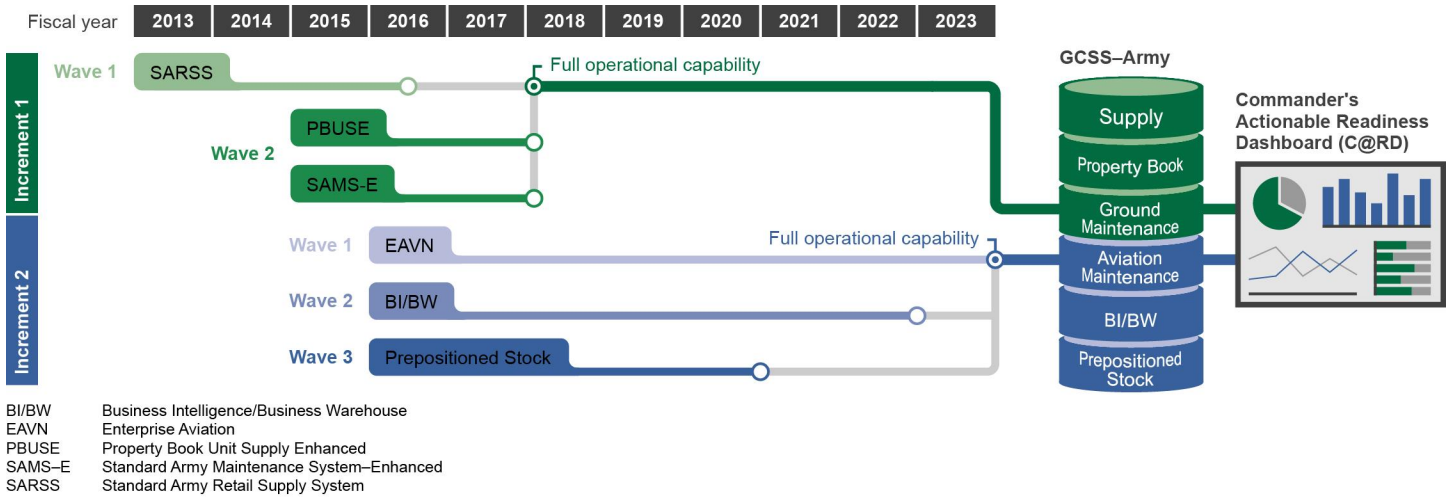 Fiscal year 2013 2014 2015 2016 2017 2018 2019 2020 2021 2022 2023
Increment 1
Wave 1
SARSS
Full operational capability
Wave 2
PBUSE
SAMS-E
Increment 2
Wave 1
EAVN
Full operational capability
Wave 2
BI/BW
Wave 3
Prepositioned Stock
GCSS–Army
Supply
Property Book
Ground
Maintenance
Aviation
Maintenance
BI/BW
Prepositioned
Stock
Commander's
Actionable Readiness
Dashboard (C@RD)
BI/BW Business Intelligence/Business Warehouse
EAVN Enterprise Aviation
PBUSE Property Book Unit Supply Enhanced
SAMS–E Standard Army Maintenance System–Enhanced
SARSS Standard Army Retail Supply System